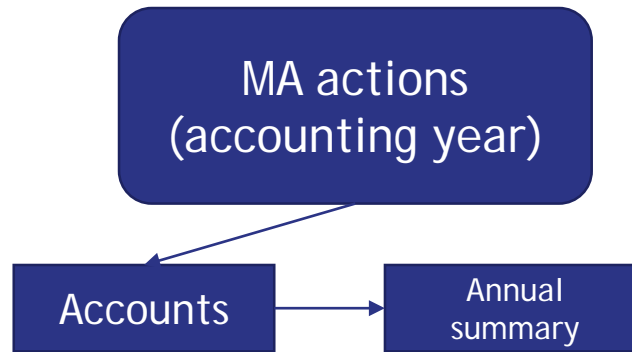 MA actions
(accounting year)
Accounts
Annual
summary